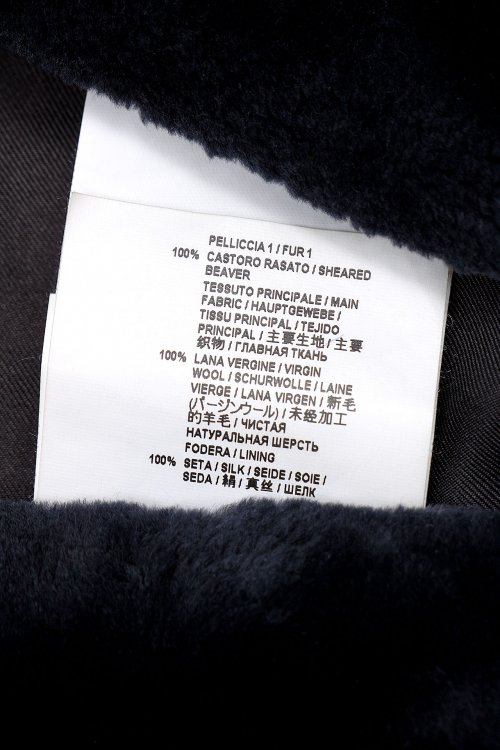 PELLICCIA 1 / FUR 1
100% CASTORO RASATO / SHEARED
BEAVER
TESSUTO PRINCIPALE / MAIN
FABRIC / HAUPTGEWEBE /
TISSU PRINCIPAL / TEJIDO
PRINCIPAL / 主要生地 / 主要
织物 / ГЛАВНАЯ ТКАНЬ
100% LANA VERGINE / VIRGIN
WOOL / SCHURWOLLE / LAINE
VIERGE / LANA VIRGEN / 新毛
(バージンウール) / 未经加工
的羊毛 / ЧИСТАЯ
НАТУРАЛЬНАЯ ШЕРСТЬ
FODERA / LINING
100% SETA / SILK / SEIDE / SOIE /
SEDA / 絹 / 真丝 / ШЕЛК